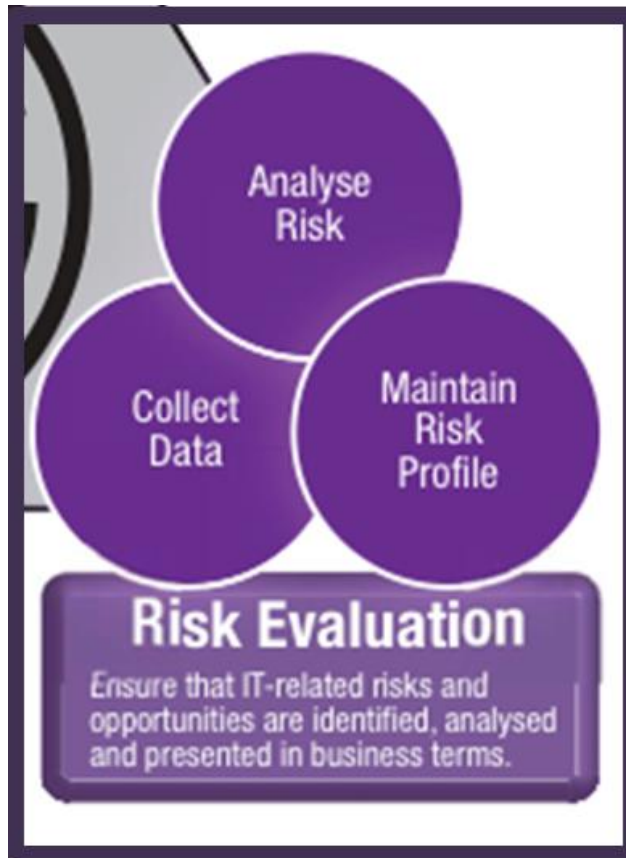 Analyse
Risk
Collect
Data
Maintain
Risk
Profile
Risk Evaluation
Ensure that IT-related risks and
opportunities are identified, analysed
and presented in business terms.